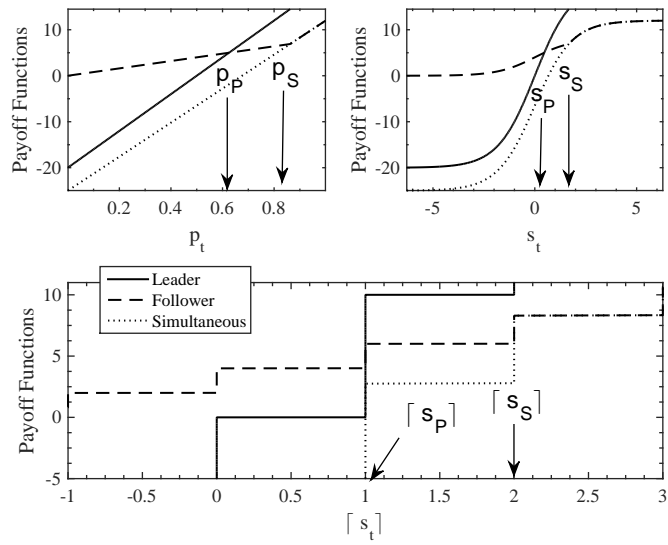 Payoff Functions
10
0
-10
-20
0.2
0.4
0.6
0.8
p_t
p_P
p_S
Payoff Functions
10
0
-10
-20
-5
0
5
s_t
s_P
s_S
Leader
Follower
Simultaneous
Payoff Functions
10
5
0
-5
-1
0
0.5
1
1.5
2
2.5
3
⌈ s_t ⌉
⌈ s_P ⌉
⌈ s_S ⌉